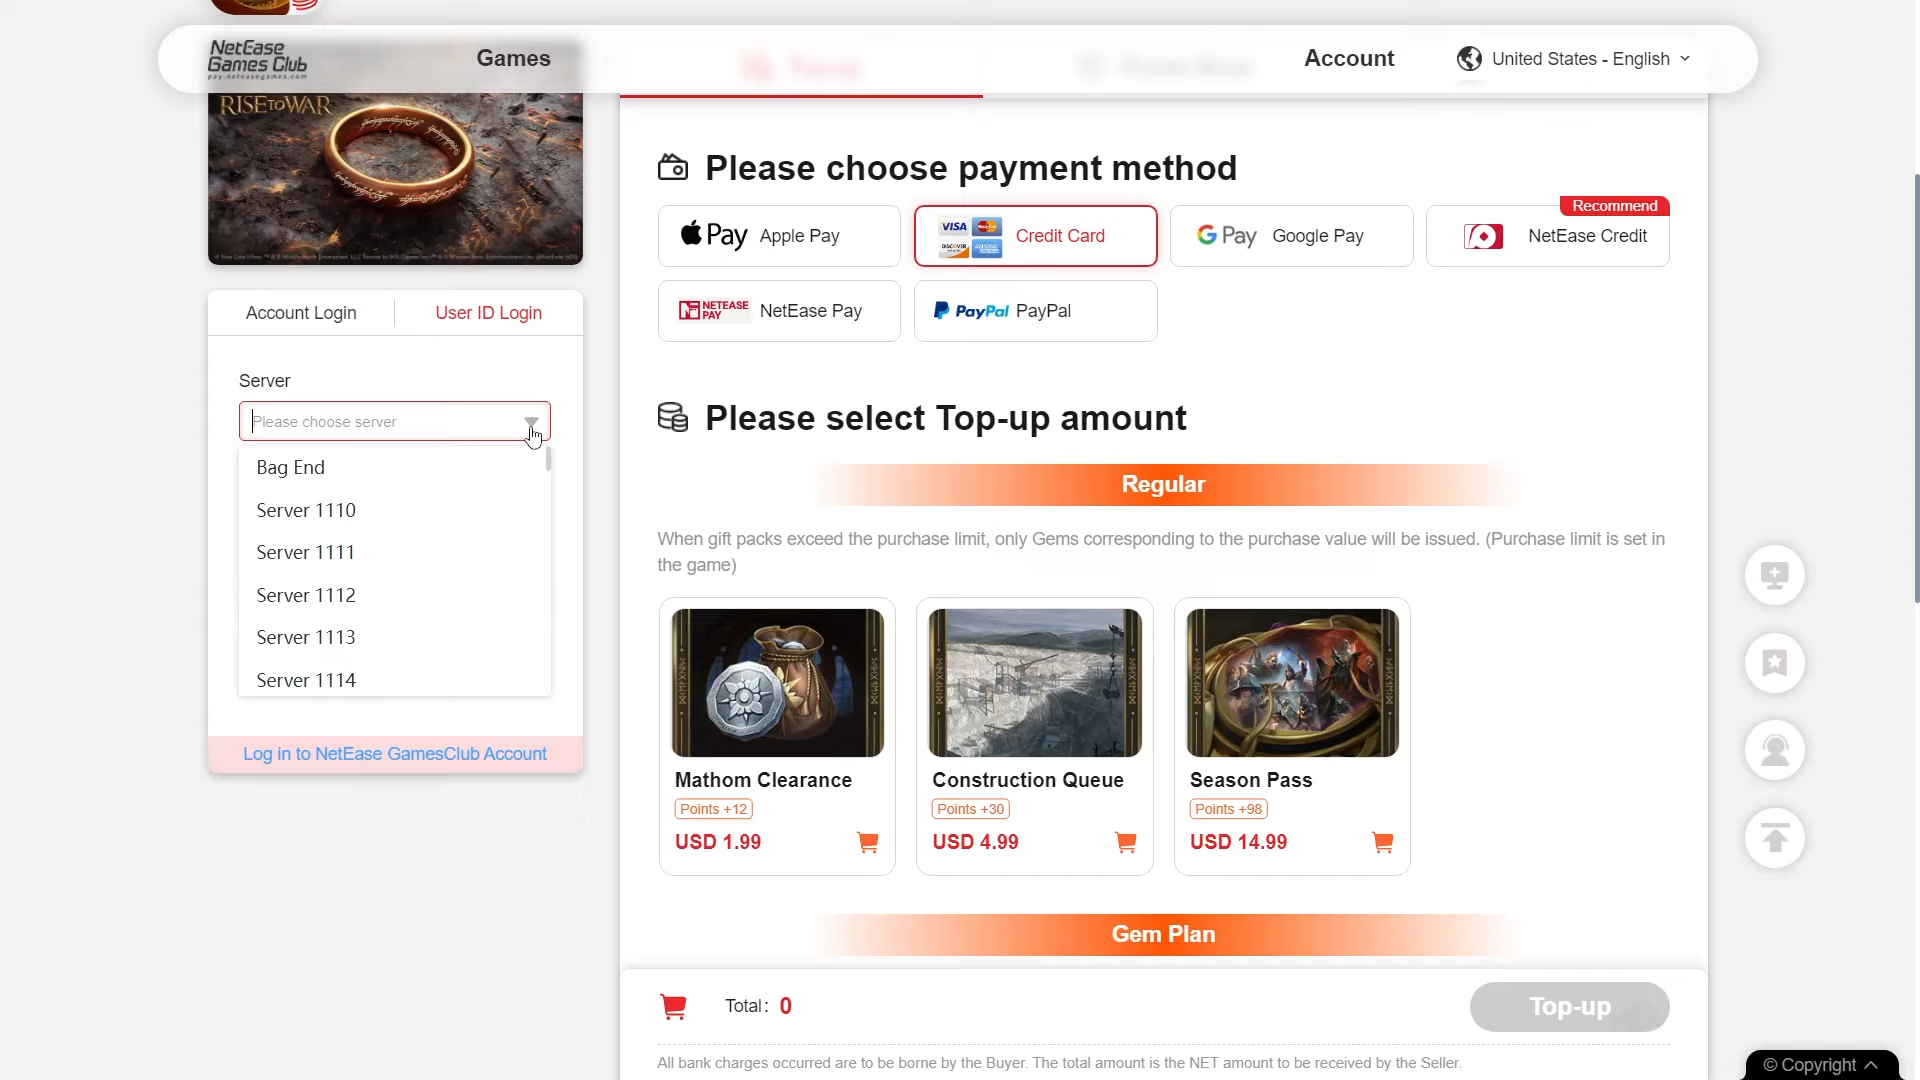 NetEase
Games Club
pay.neteasegames.com
Games
Account
United States - English
RISE TO WAR
Account Login
User ID Login
Server
Please choose server
Bag End
Server 1110
Server 1111
Server 1112
Server 1113
Server 1114
Log in to NetEase GamesClub Account
Please choose payment method
Pay Apple Pay
VISA
DISCOVER
Credit Card
G Pay Google Pay
Recommend
NetEase Credit
NETEASE
PAY
NetEase Pay
PayPal PayPal
Please select Top-up amount
Regular
When gift packs exceed the purchase limit, only Gems corresponding to the purchase value will be issued. (Purchase limit is set in
the game)
Mathom Clearance
Points +12
USD 1.99
Construction Queue
Points +30
USD 4.99
Season Pass
Points +98
USD 14.99
Gem Plan
Total: 0
Top-up
All bank charges occurred are to be borne by the Buyer. The total amount is the NET amount to be received by the Seller.
© Copyright